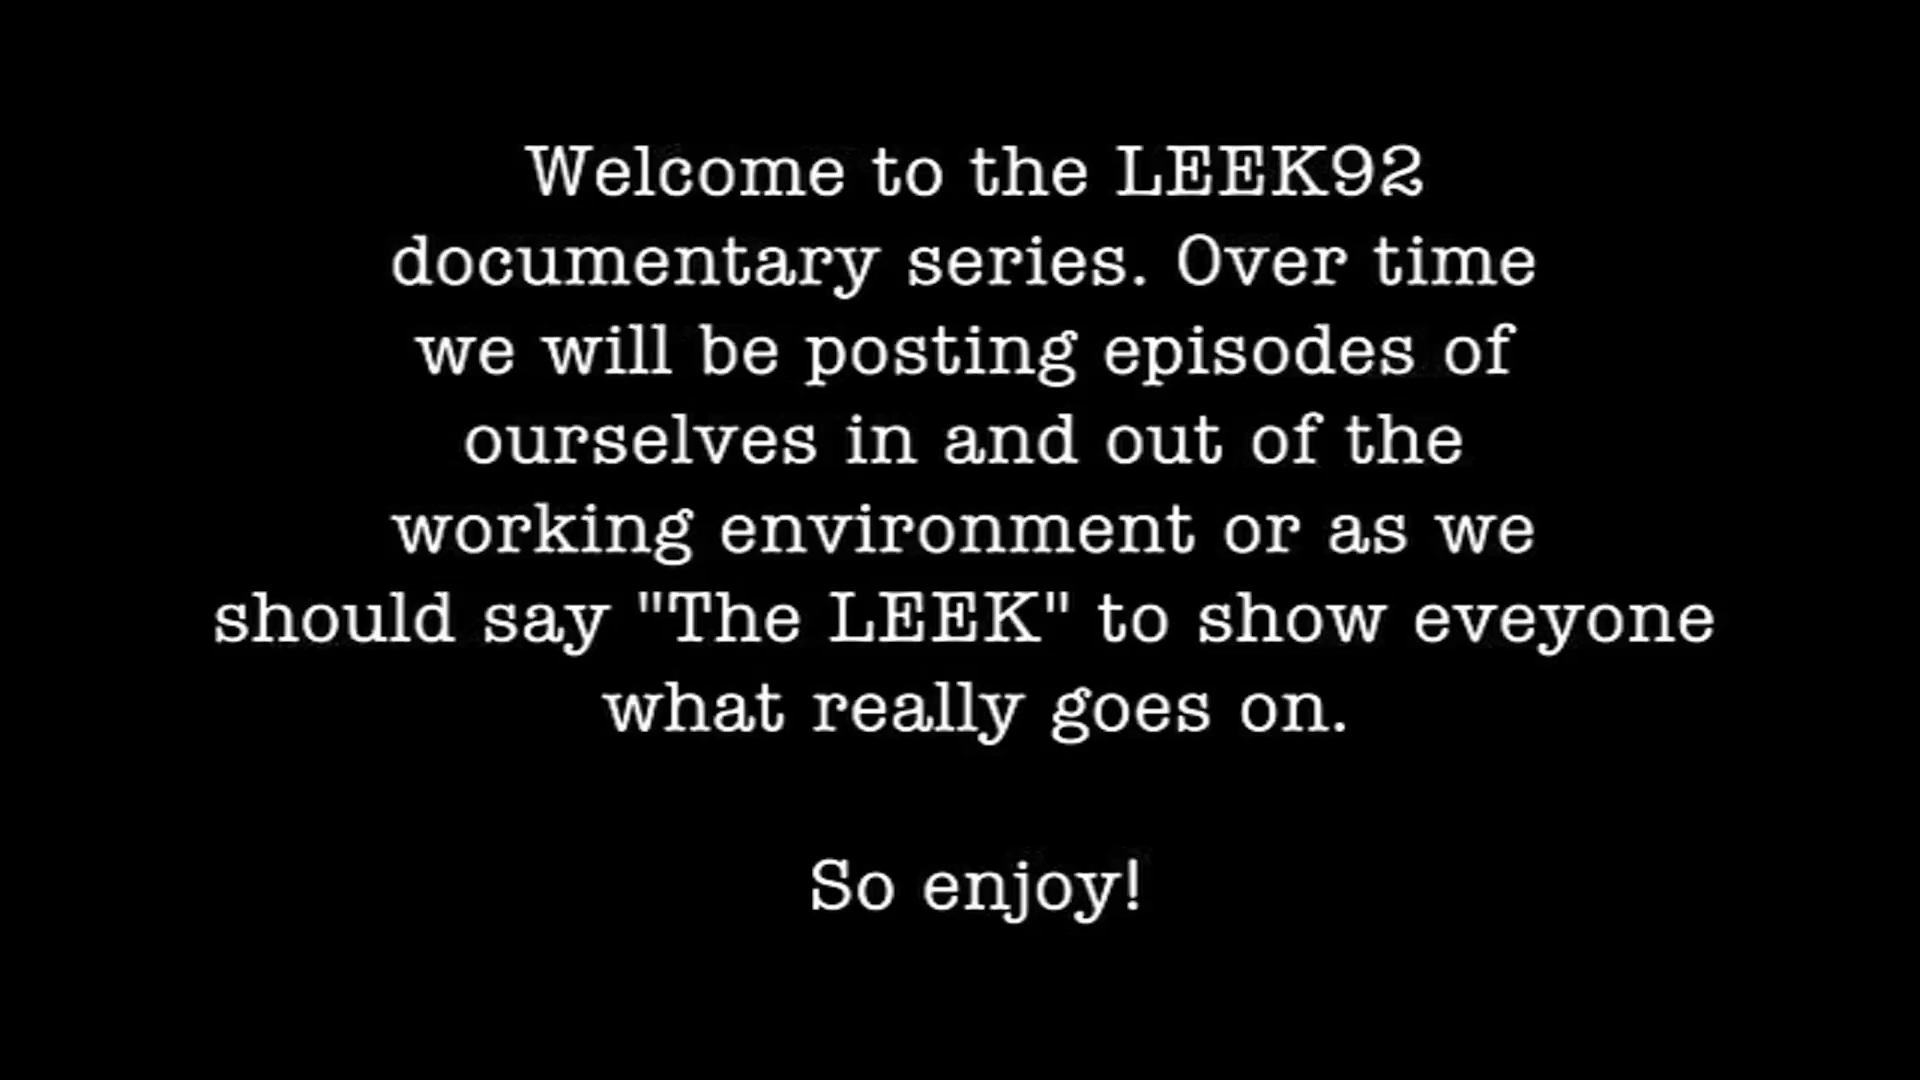 Welcome to the LEEK92
documentary series. Over time
we will be posting episodes of
ourselves in and out of the
working environment or as we
should say "The LEEK" to show eveyone
what really goes on.
So enjoy!